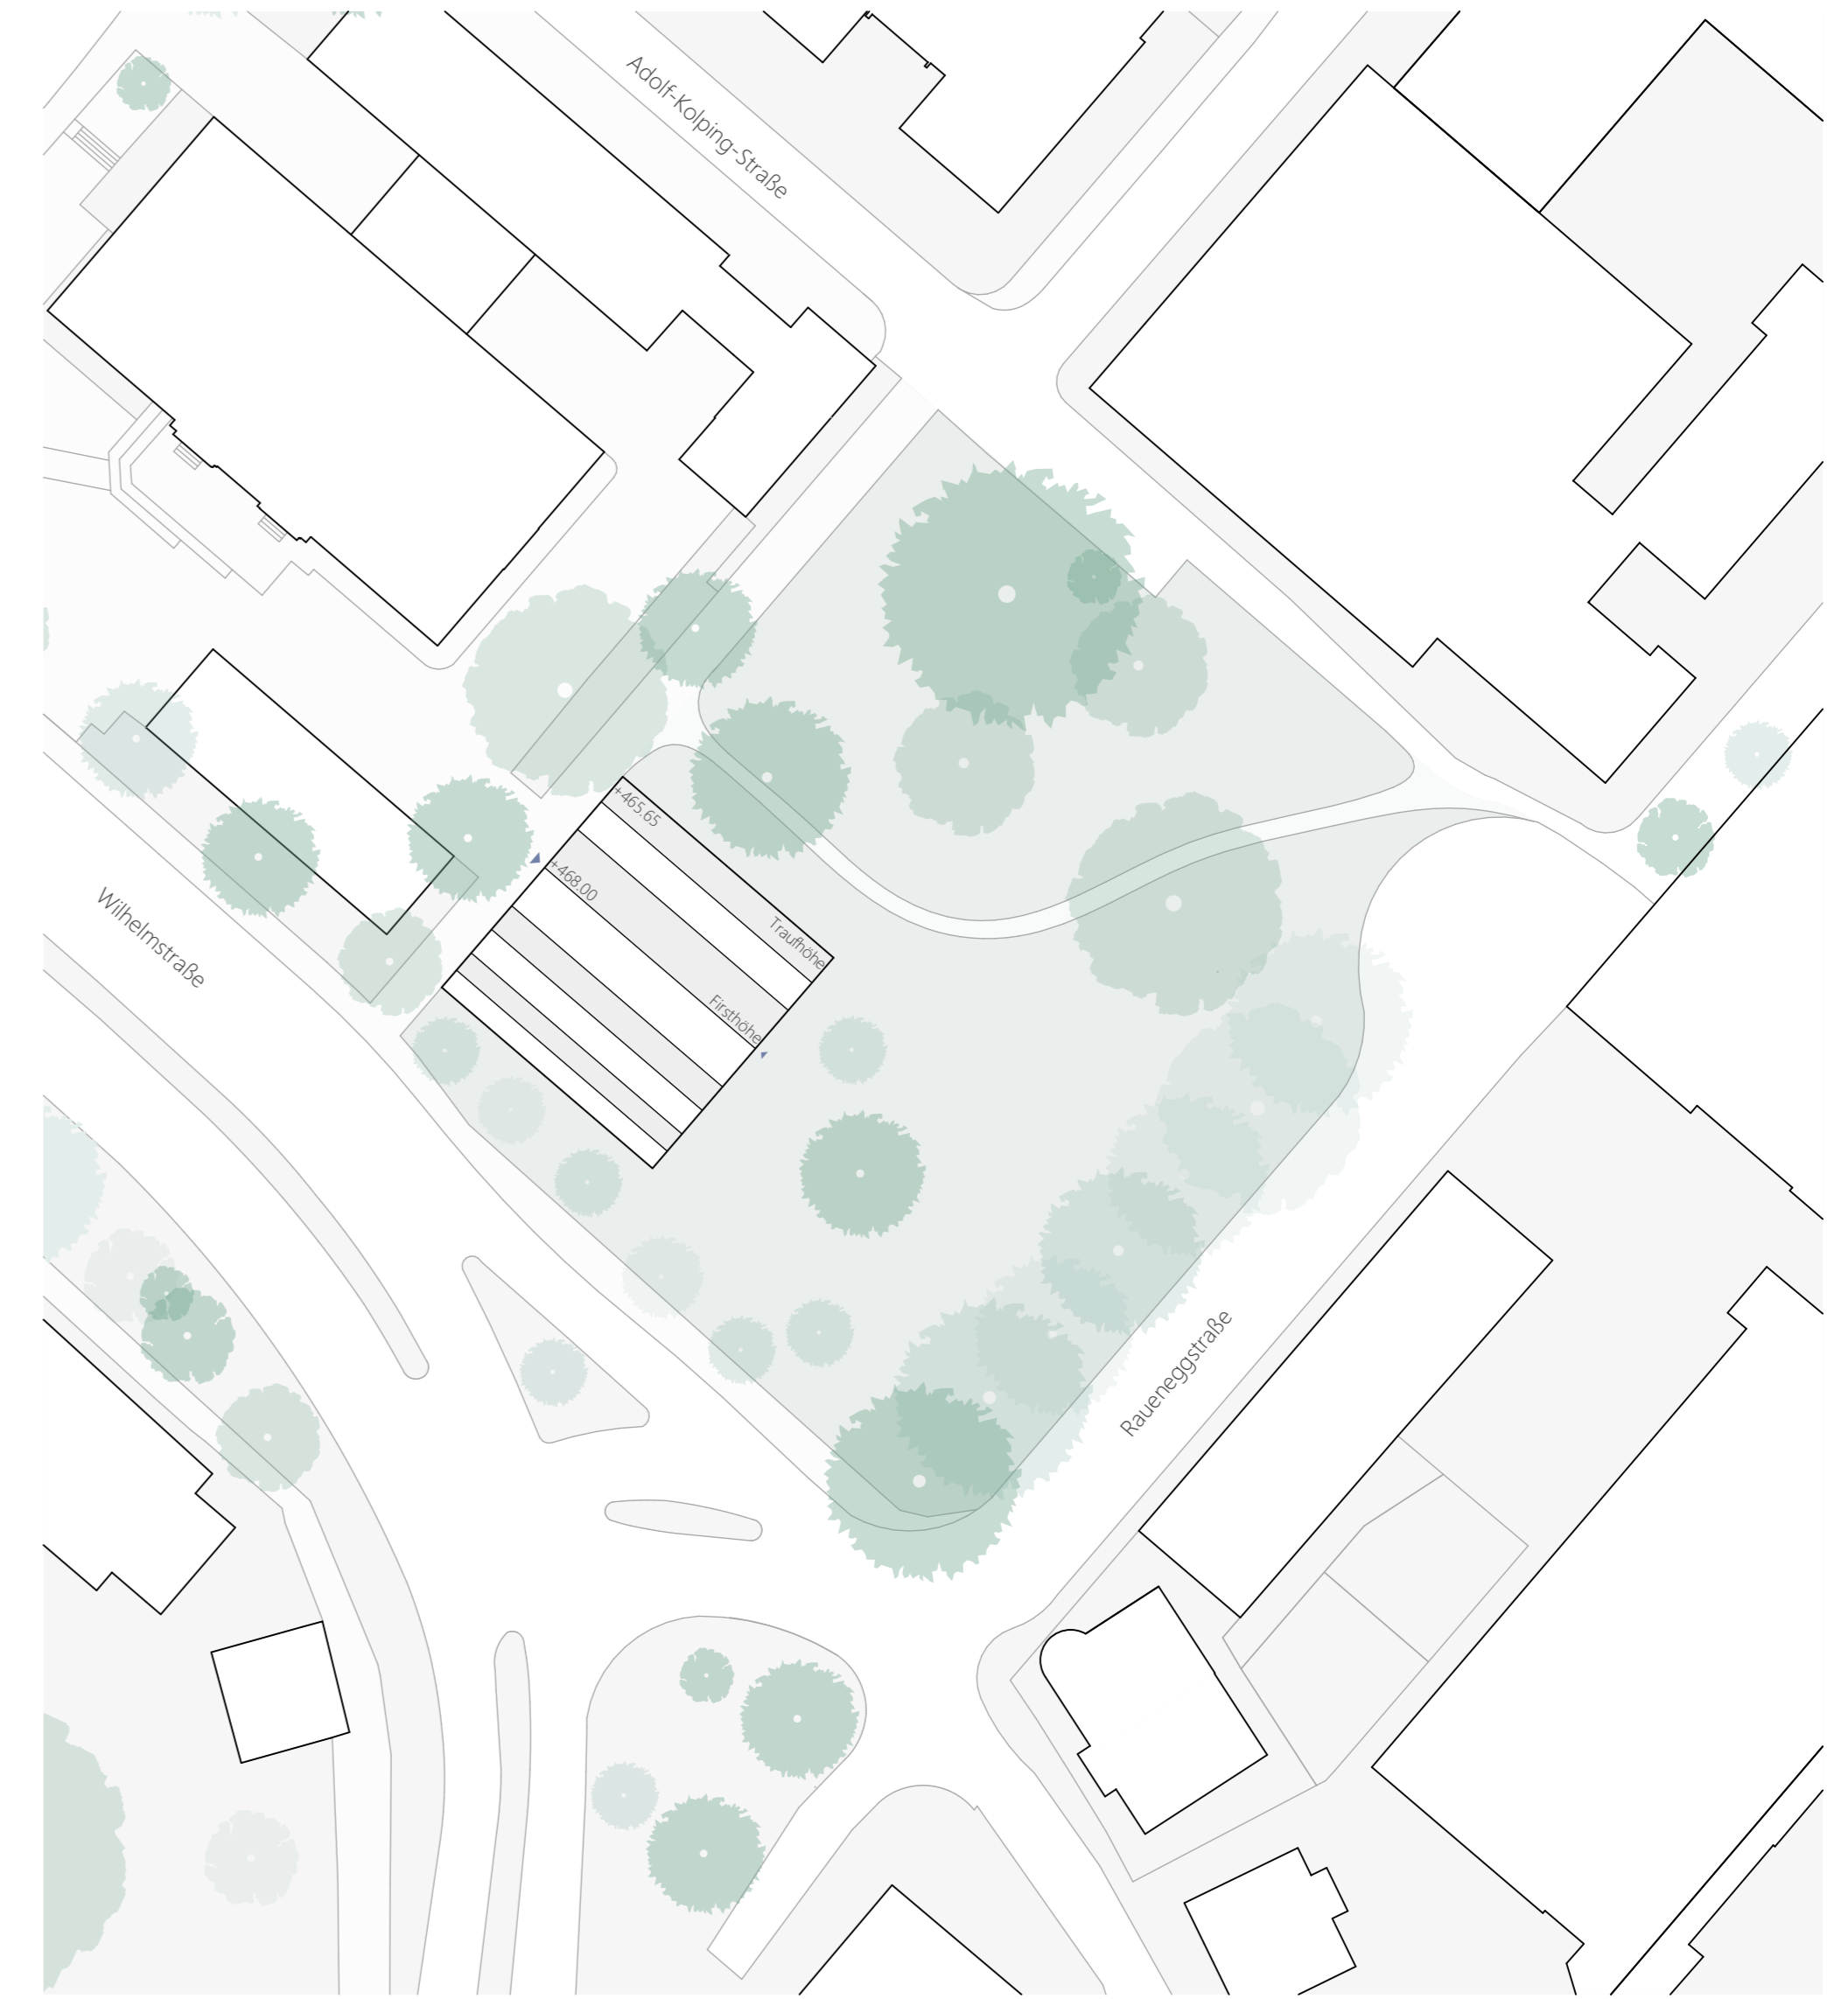 Adolf-Kolping-Straße
+465.65
+468.00
Traufhöhe
Firsthöhe
Wilhelmstraße
Raueneggstraße